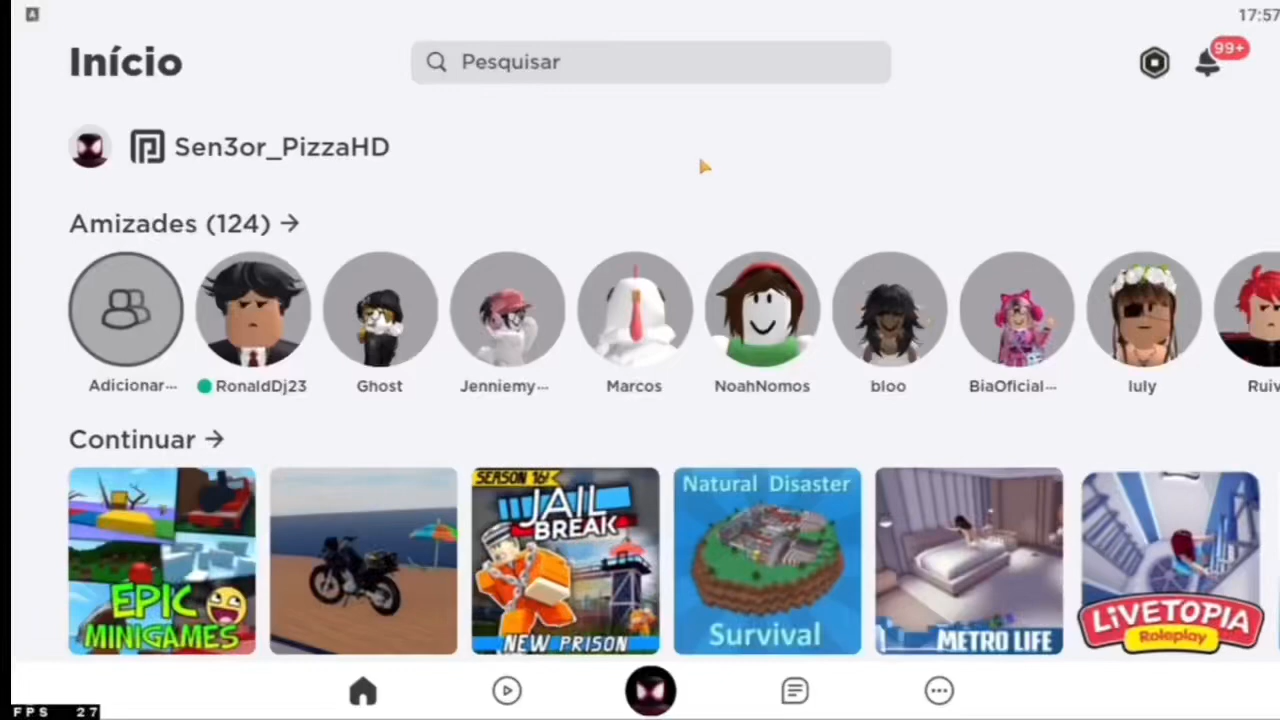 A
17:57
Início
Pesquisar
99+
Sen3or_PizzaHD
Amizades (124) →
Adicionar···
RonaldDj23
Ghost
Jenniemy···
Marcos
NoahNomos
bloo
BiaOficial···
luly
Ruiv
Continuar →
EPIC
MINIGAMES
SEASON 16!
JAIL
BREAK
NEW PRISON
Natural Disaster
Survival
METRO LIFE
LiVETOPIA
Roleplay
FPS 27